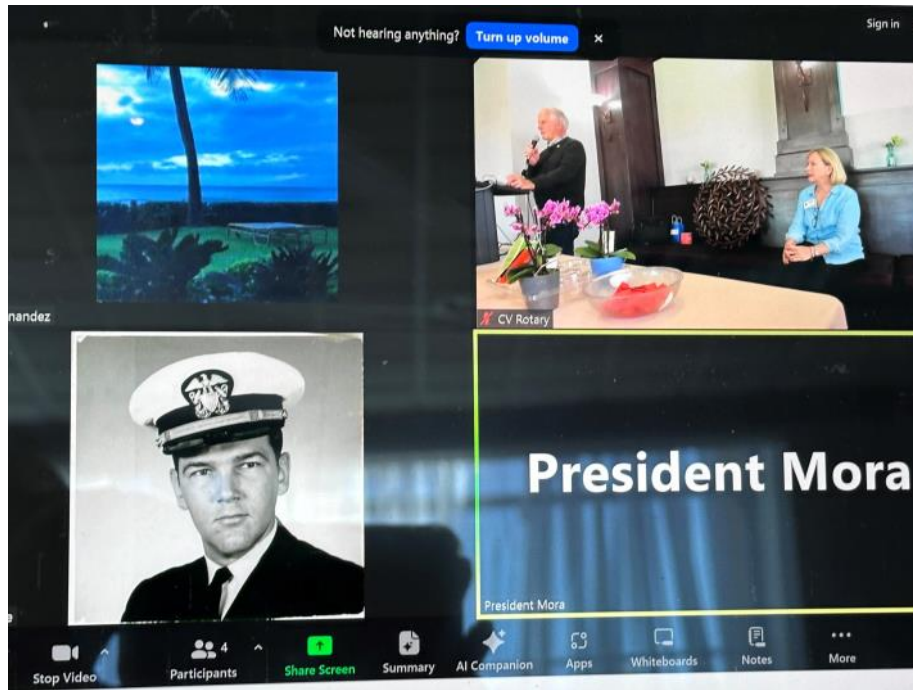 Not hearing anything? Turn up volume ×
Sign in
nandez
CV Rotary
President Mora
e
President Mora
Stop Video
Participants 4
Share Screen
Summary
AI Companion
Apps
Whiteboards
Notes
More